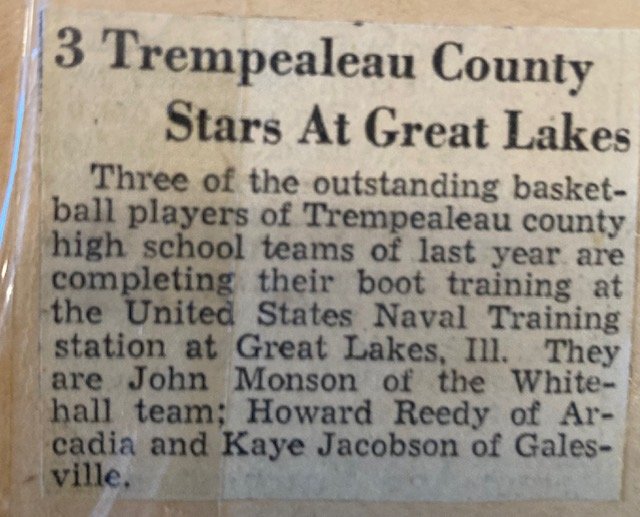 3 Trempealeau County
Stars At Great Lakes
Three of the outstanding basket-
ball players of Trempealeau county
high school teams of last year are
completing their boot training at
the United States Naval Training
station at Great Lakes, Ill. They
are John Monson of the White-
hall team; Howard Reedy of Ar-
cadia and Kaye Jacobson of Gales-
ville.